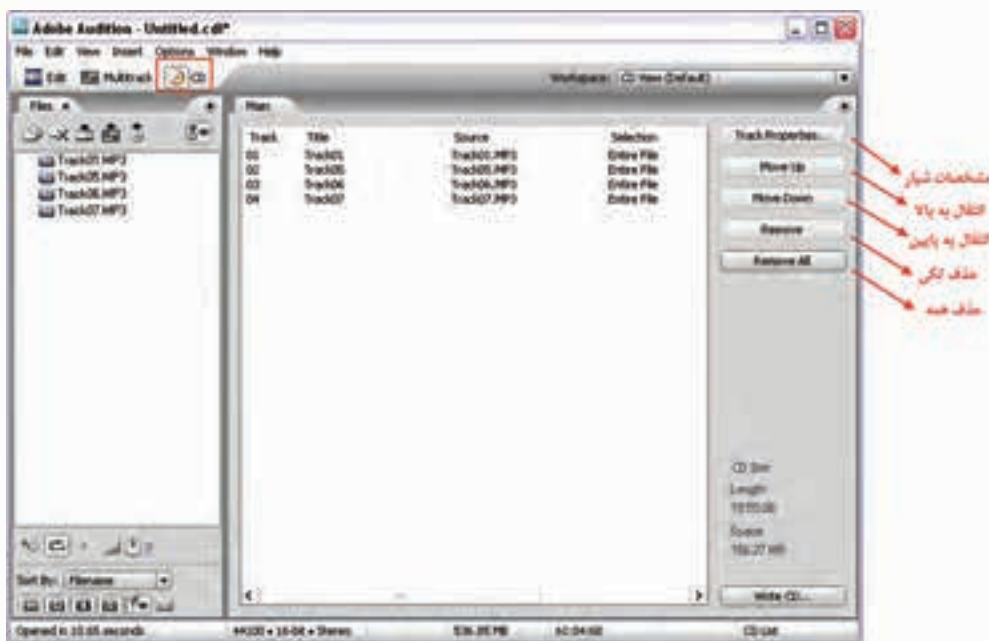 Adobe Audition - Untitled.cdl*
File Edit View Insert Options Window Help
Edit Multitrack CD
Workspace: CD View (Default)
Files
Main
Track01.MP3
Track05.MP3
Track06.MP3
Track07.MP3
Track Title Source Selection
01 Track01 Track01.MP3 Entire File
02 Track05 Track05.MP3 Entire File
03 Track06 Track06.MP3 Entire File
04 Track07 Track07.MP3 Entire File
Track Properties...
Move Up
Move Down
Remove
Remove All
مشخصات شیار
انتقال به بالا
انتقال به پایین
حذف تکی
حذف همه
CD
Length
Space
Write CD...
Sort By: Filename
Opened in 10.65 seconds
44100 • 16-bit • Stereo
CD List